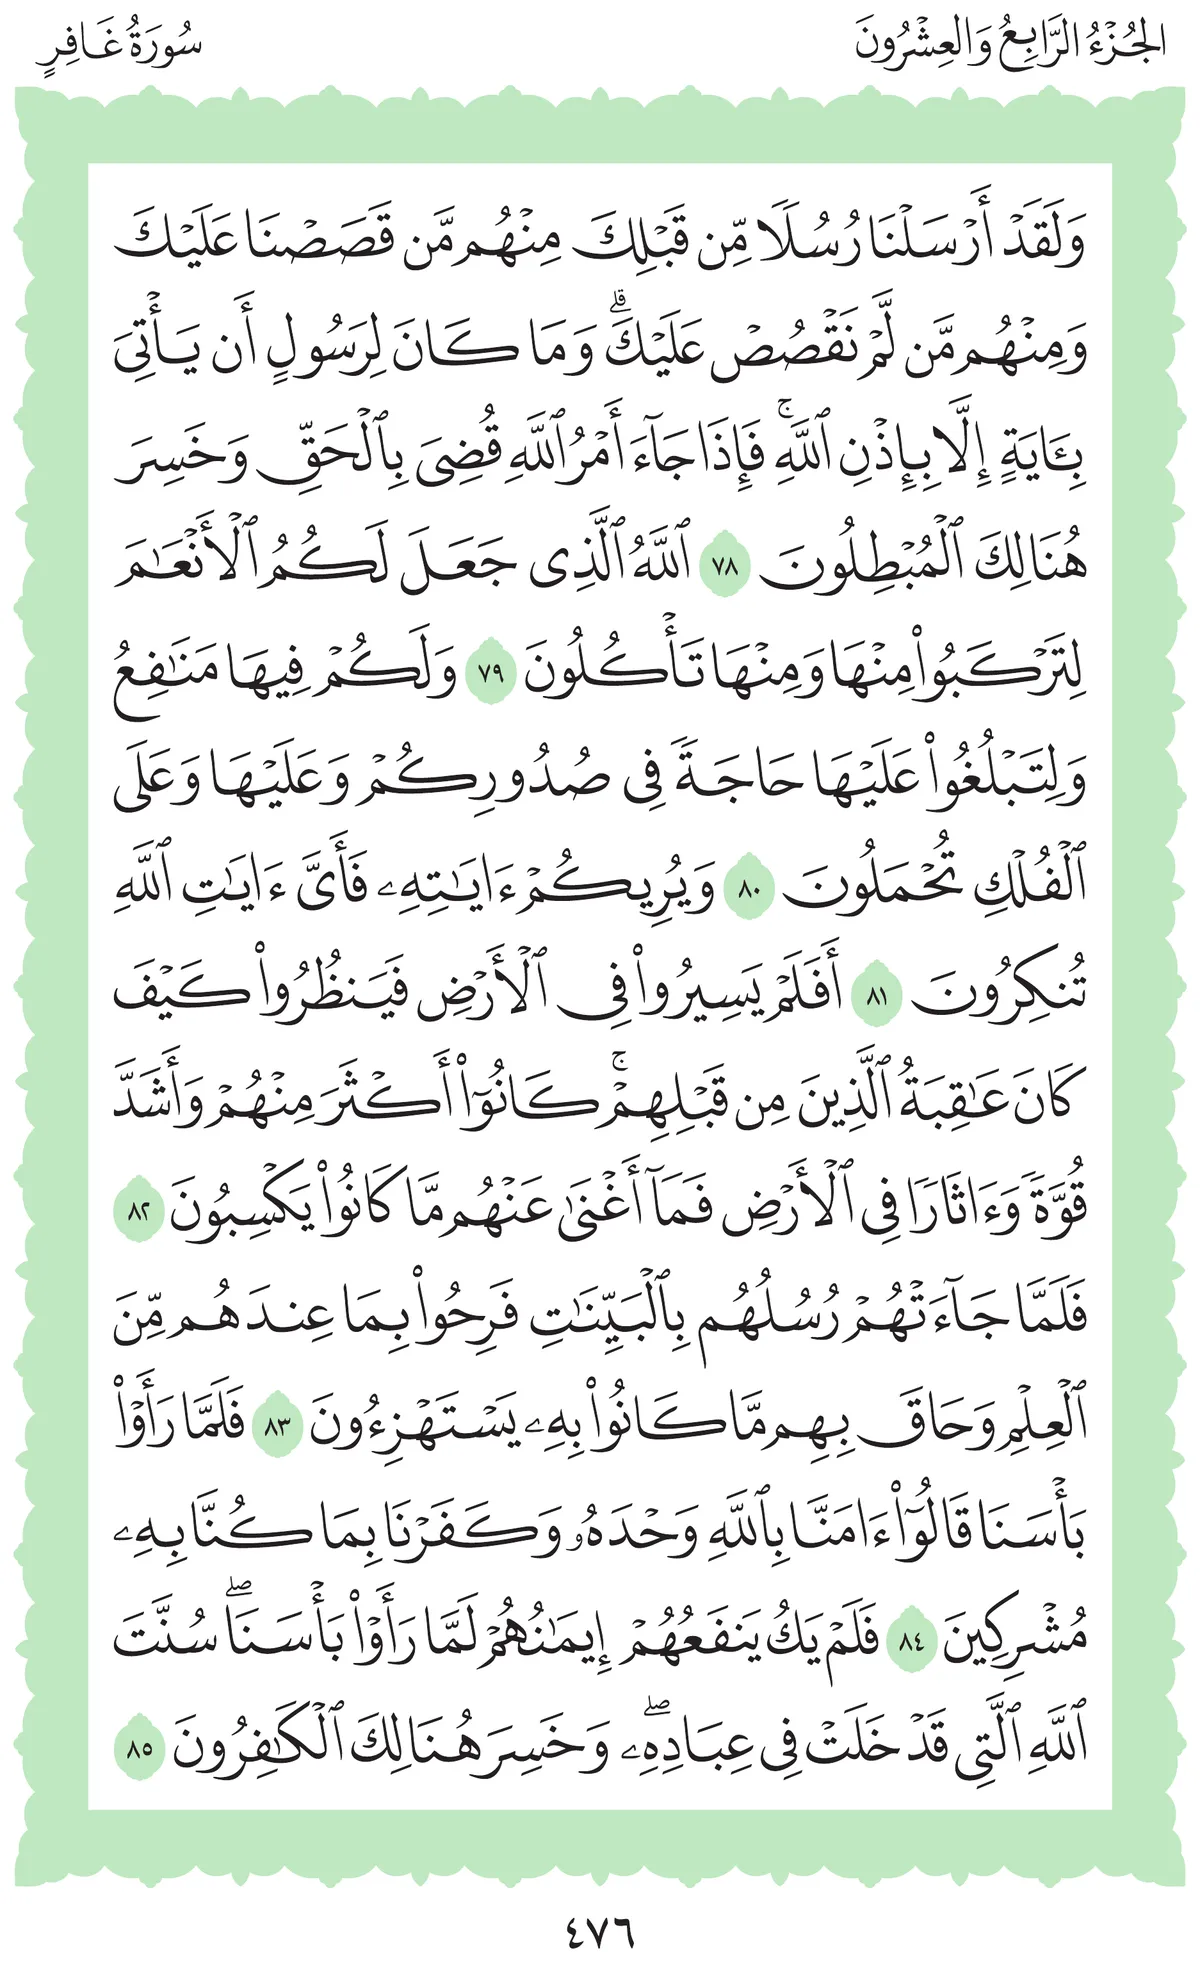 الجُزْءُ الرَّابِعُ وَالعِشْرُونَ
سُورَةُ غَافِرٍ
وَلَقَدۡ أَرۡسَلۡنَا رُسُلٗا مِّن قَبۡلِكَ مِنۡهُم مَّن قَصَصۡنَا عَلَيۡكَ
وَمِنۡهُم مَّن لَّمۡ نَقۡصُصۡ عَلَيۡكَۗ وَمَا كَانَ لِرَسُولٍ أَن يَأۡتِيَ
بِـَٔايَةٍ إِلَّا بِإِذۡنِ ٱللَّهِۚ فَإِذَا جَآءَ أَمۡرُ ٱللَّهِ قُضِيَ بِٱلۡحَقِّ وَخَسِرَ
هُنَالِكَ ٱلۡمُبۡطِلُونَ ٧٨ ٱللَّهُ ٱلَّذِي جَعَلَ لَكُمُ ٱلۡأَنۡعَٰمَ
لِتَرۡكَبُواْ مِنۡهَا وَمِنۡهَا تَأۡكُلُونَ ٧٩ وَلَكُمۡ فِيهَا مَنَٰفِعُ
وَلِتَبۡلُغُواْ عَلَيۡهَا حَاجَةٗ فِي صُدُورِكُمۡ وَعَلَيۡهَا وَعَلَى
ٱلۡفُلۡكِ تُحۡمَلُونَ ٨٠ وَيُرِيكُمۡ ءَايَٰتِهِۦ فَأَيَّ ءَايَٰتِ ٱللَّهِ
تُنكِرُونَ ٨١ أَفَلَمۡ يَسِيرُواْ فِي ٱلۡأَرۡضِ فَيَنظُرُواْ كَيۡفَ
كَانَ عَٰقِبَةُ ٱلَّذِينَ مِن قَبۡلِهِمۡۚ كَانُوٓاْ أَكۡثَرَ مِنۡهُمۡ وَأَشَدَّ
قُوَّةٗ وَءَاثَارٗا فِي ٱلۡأَرۡضِ فَمَآ أَغۡنَىٰ عَنۡهُم مَّا كَانُواْ يَكۡسِبُونَ ٨٢
فَلَمَّا جَآءَتۡهُمۡ رُسُلُهُم بِٱلۡبَيِّنَٰتِ فَرِحُواْ بِمَا عِندَهُم مِّنَ
ٱلۡعِلۡمِ وَحَاقَ بِهِم مَّا كَانُواْ بِهِۦ يَسۡتَهۡزِءُونَ ٨٣ فَلَمَّا رَأَوۡاْ
بَأۡسَنَا قَالُوٓاْ ءَامَنَّا بِٱللَّهِ وَحۡدَهُۥ وَكَفَرۡنَا بِمَا كُنَّا بِهِۦ
مُشۡرِكِينَ ٨٤ فَلَمۡ يَكُ يَنفَعُهُمۡ إِيمَٰنُهُمۡ لَمَّا رَأَوۡاْ بَأۡسَنَاۖ سُنَّتَ
ٱللَّهِ ٱلَّتِي قَدۡ خَلَتۡ فِي عِبَادِهِۦۖ وَخَسِرَ هُنَالِكَ ٱلۡكَٰفِرُونَ ٨٥
٤٧٦